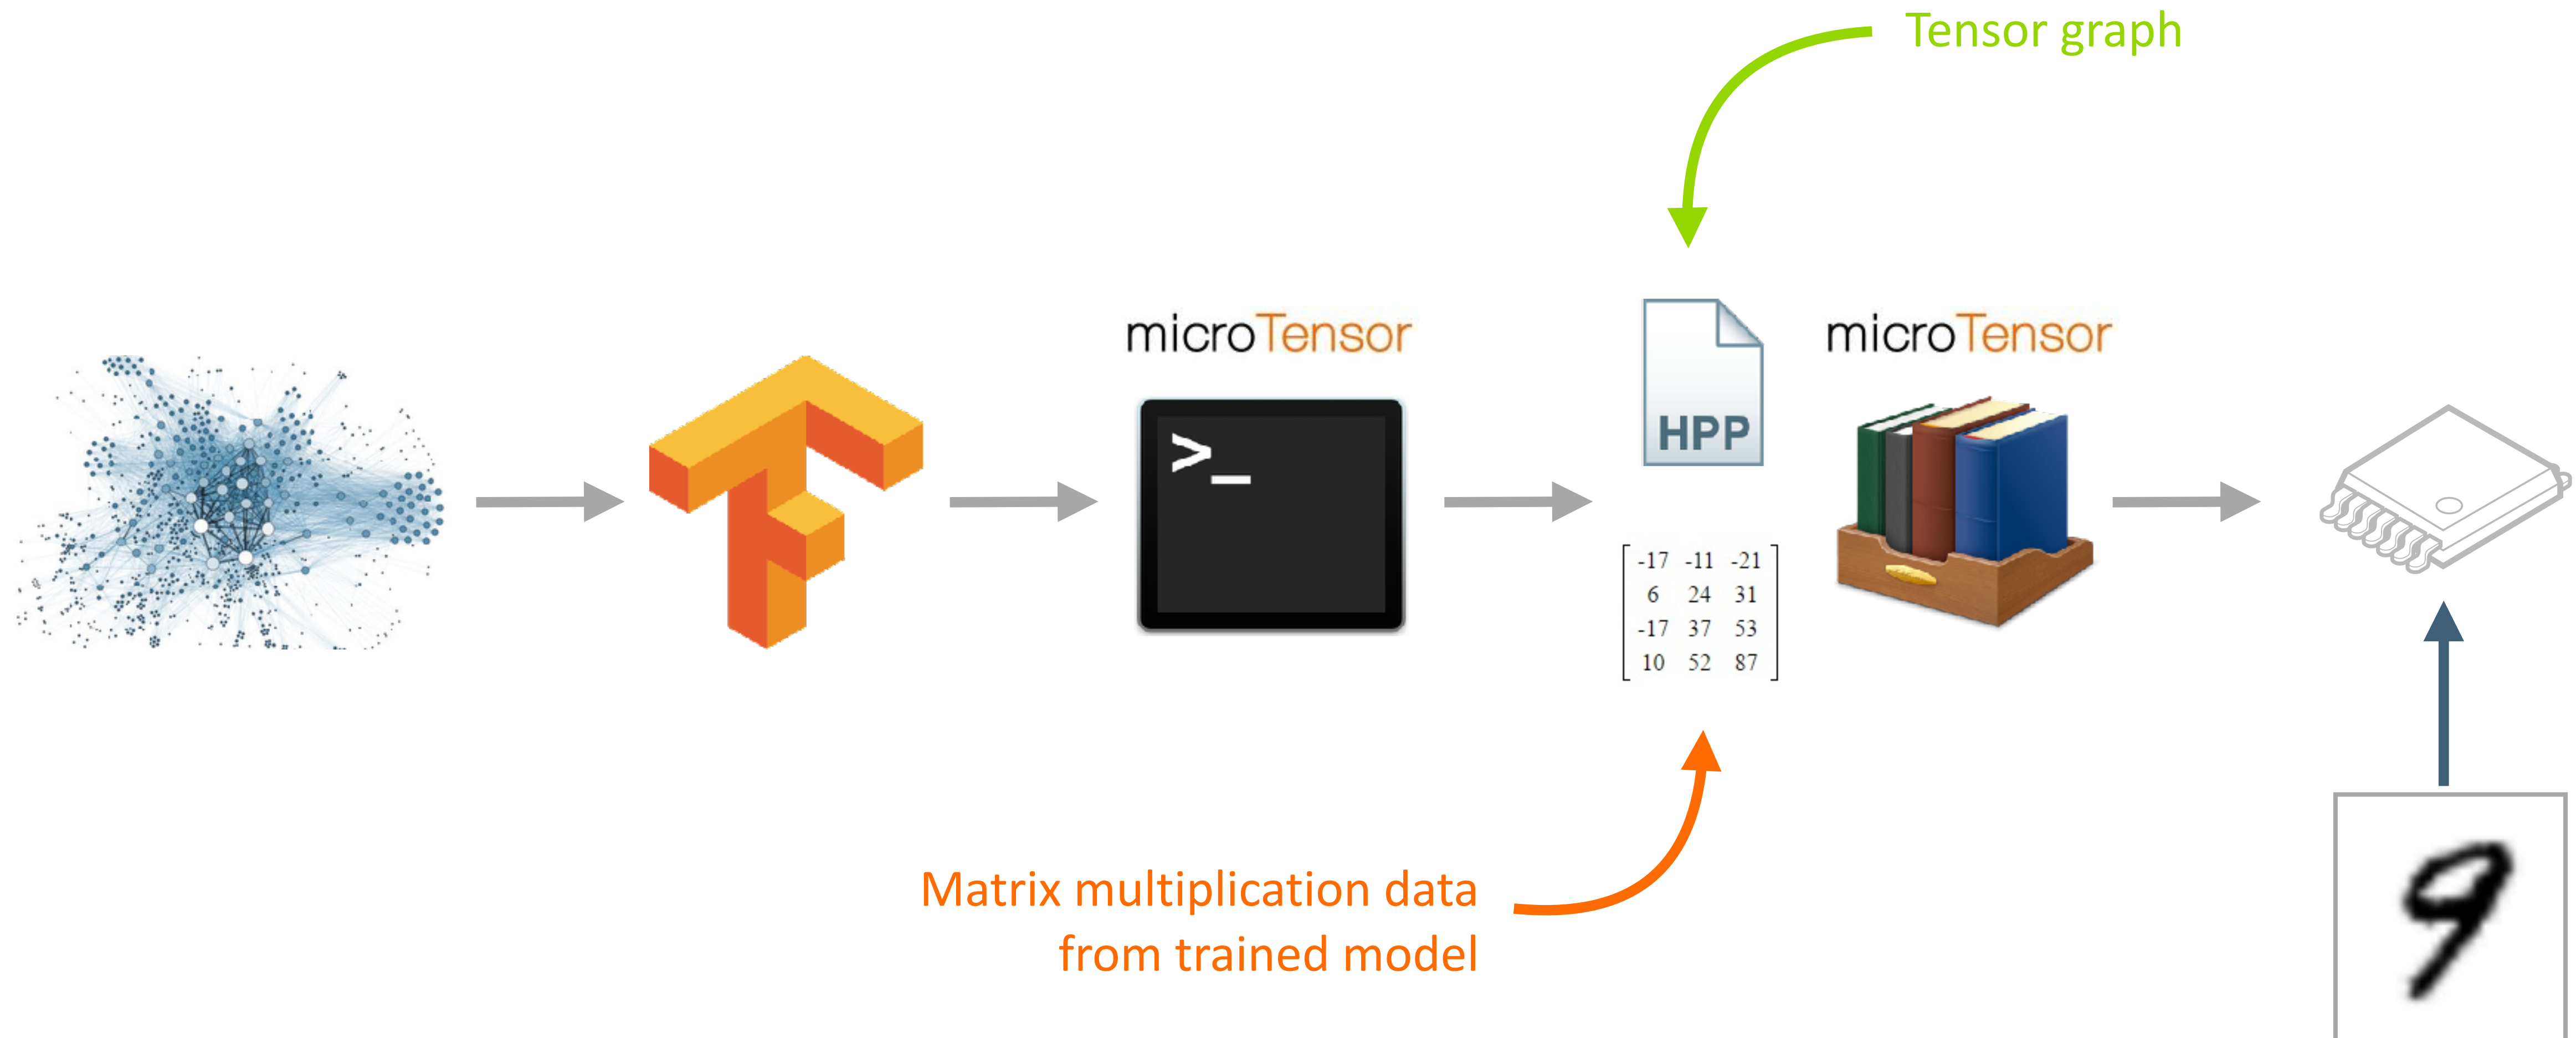 Tensor graph
microTensor
>_
HPP
microTensor
-17 -11 -21
6 24 31
-17 37 53
10 52 87
Matrix multiplication data
from trained model
9